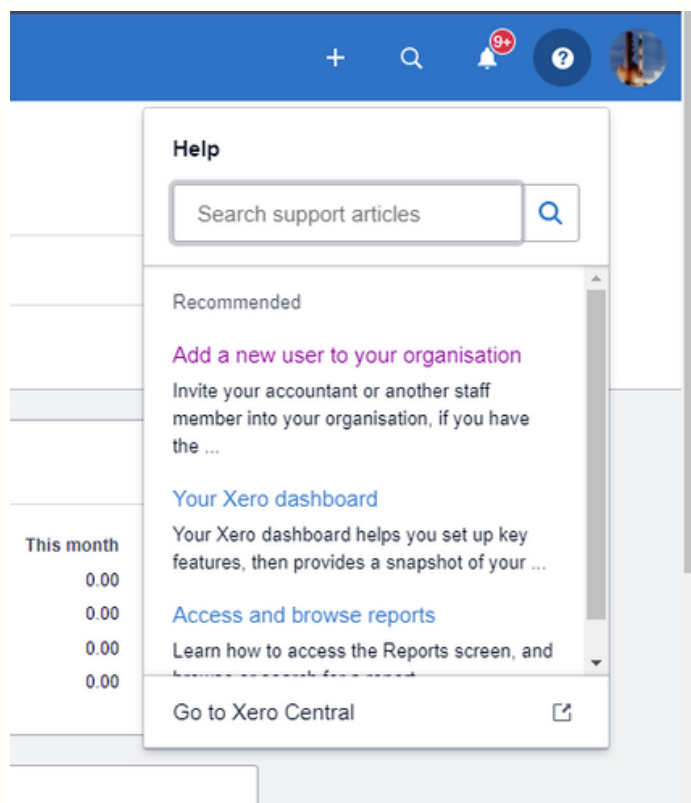 9+
?
Help
Search support articles
Recommended
Add a new user to your organisation
Invite your accountant or another staff
member into your organisation, if you have
the ...
Your Xero dashboard
Your Xero dashboard helps you set up key
features, then provides a snapshot of your ...
Access and browse reports
Learn how to access the Reports screen, and
Go to Xero Central
This month
0.00
0.00
0.00
0.00